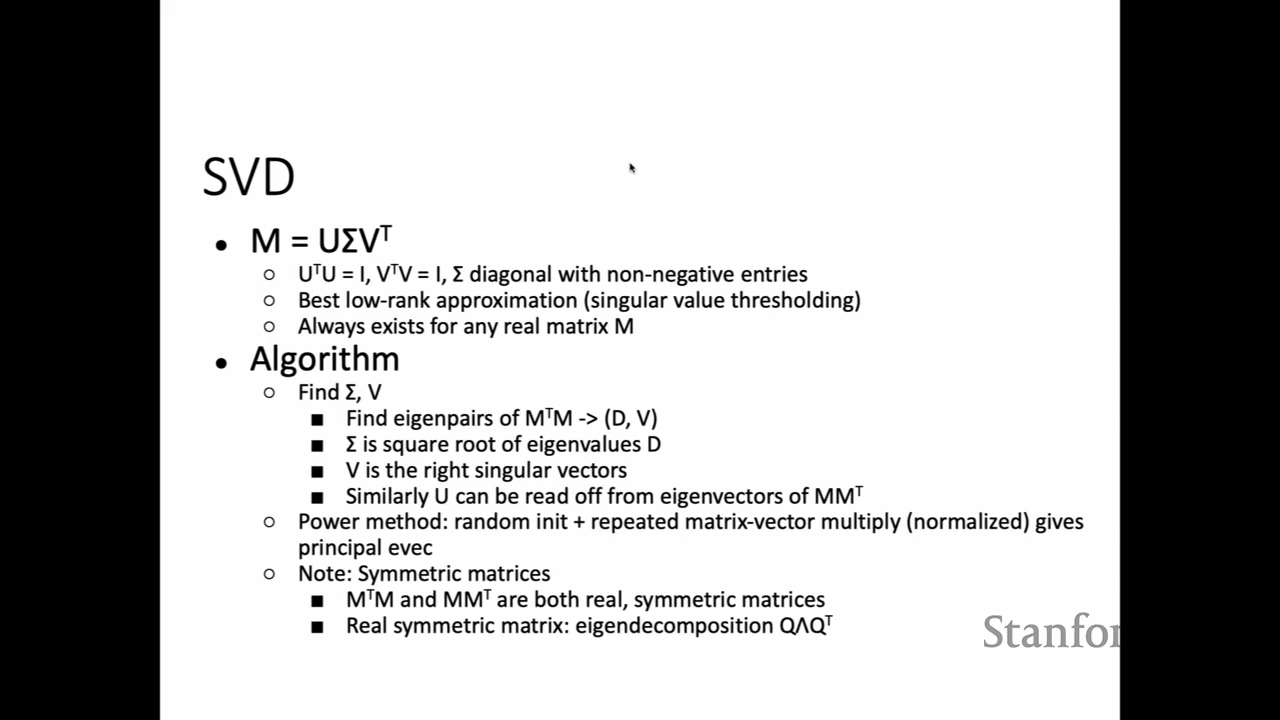 SVD
• M = UΣVᵀ
○ UᵀU = I, VᵀV = I, Σ diagonal with non-negative entries
○ Best low-rank approximation (singular value thresholding)
○ Always exists for any real matrix M
• Algorithm
○ Find Σ, V
■ Find eigenpairs of MᵀM -> (D, V)
■ Σ is square root of eigenvalues D
■ V is the right singular vectors
■ Similarly U can be read off from eigenvectors of MMᵀ
○ Power method: random init + repeated matrix-vector multiply (normalized) gives
principal evec
○ Note: Symmetric matrices
■ MᵀM and MMᵀ are both real, symmetric matrices
■ Real symmetric matrix: eigendecomposition QΛQᵀ
Stanfor